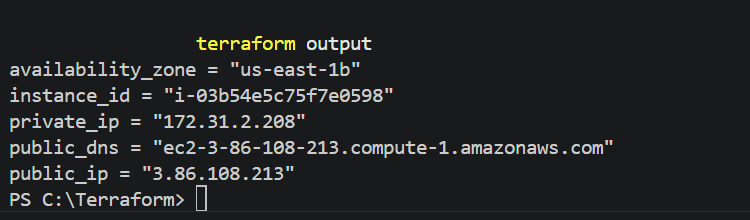 terraform output
availability_zone = "us-east-1b"
instance_id = "i-03b54e5c75f7e0598"
private_ip = "172.31.2.208"
public_dns = "ec2-3-86-108-213.compute-1.amazonaws.com"
public_ip = "3.86.108.213"
PS C:\Terraform>